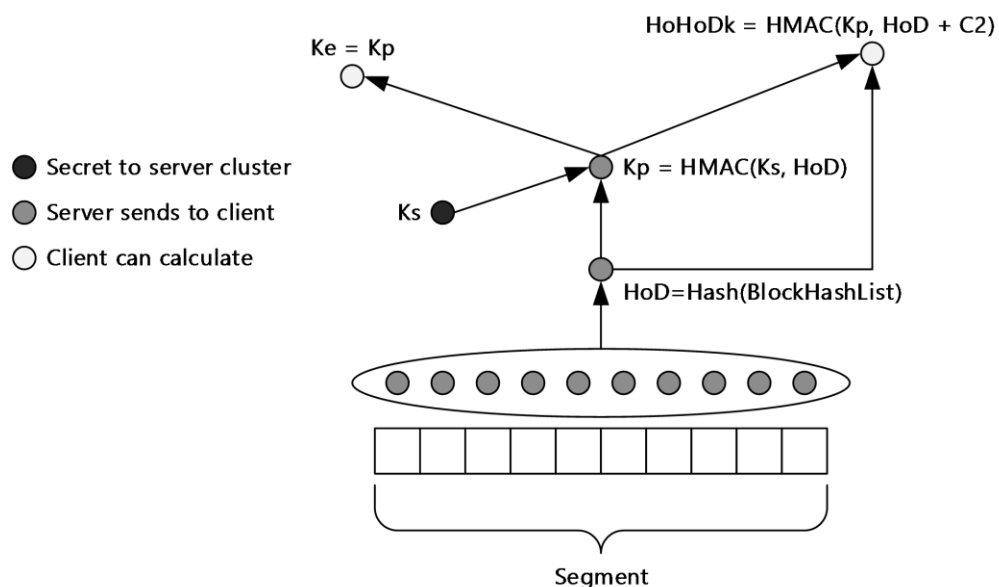 HoHoDk = HMAC(Kp, HoD + C2)
Ke = Kp
Secret to server cluster
Kp = HMAC(Ks, HoD)
Server sends to client
Ks
Client can calculate
HoD=Hash(BlockHashList)
Segment